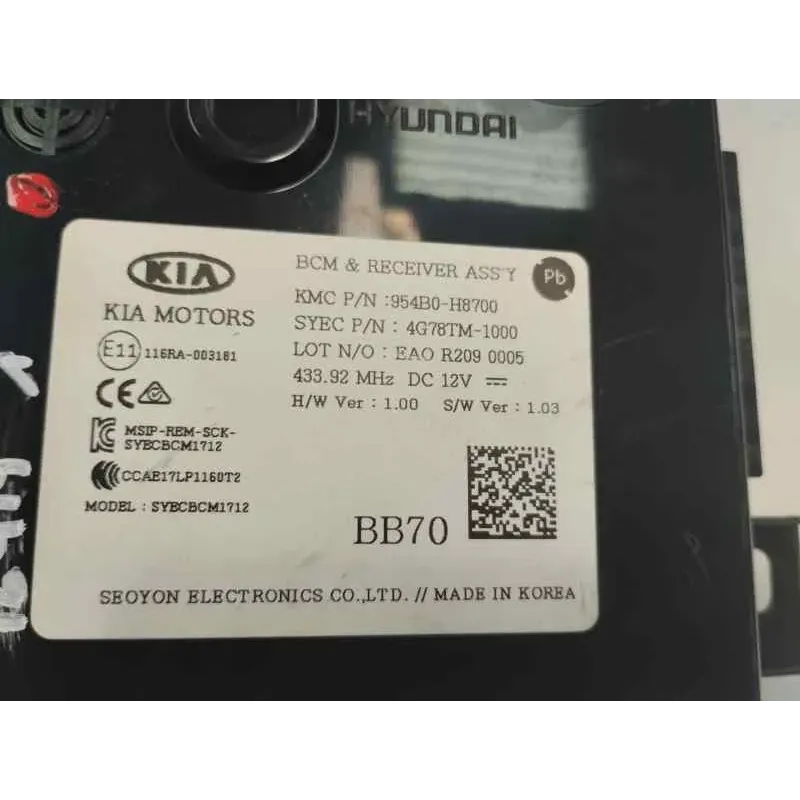 HYUNDAI
KIA
KIA MOTORS
E11 116RA-003181
CE
MSIP-REM-SCK-
SYECBCM1712
CCAE17LP1160T2
MODEL : SYECBCM1712
BCM & RECEIVER ASS'Y
Pb
KMC P/N :954B0-H8700
SYEC P/N : 4G78TM-1000
LOT N/O : EAO R209 0005
433.92 MHz DC 12V
H/W Ver : 1.00 S/W Ver : 1.03
BB70
SEOYON ELECTRONICS CO.,LTD. // MADE IN KOREA